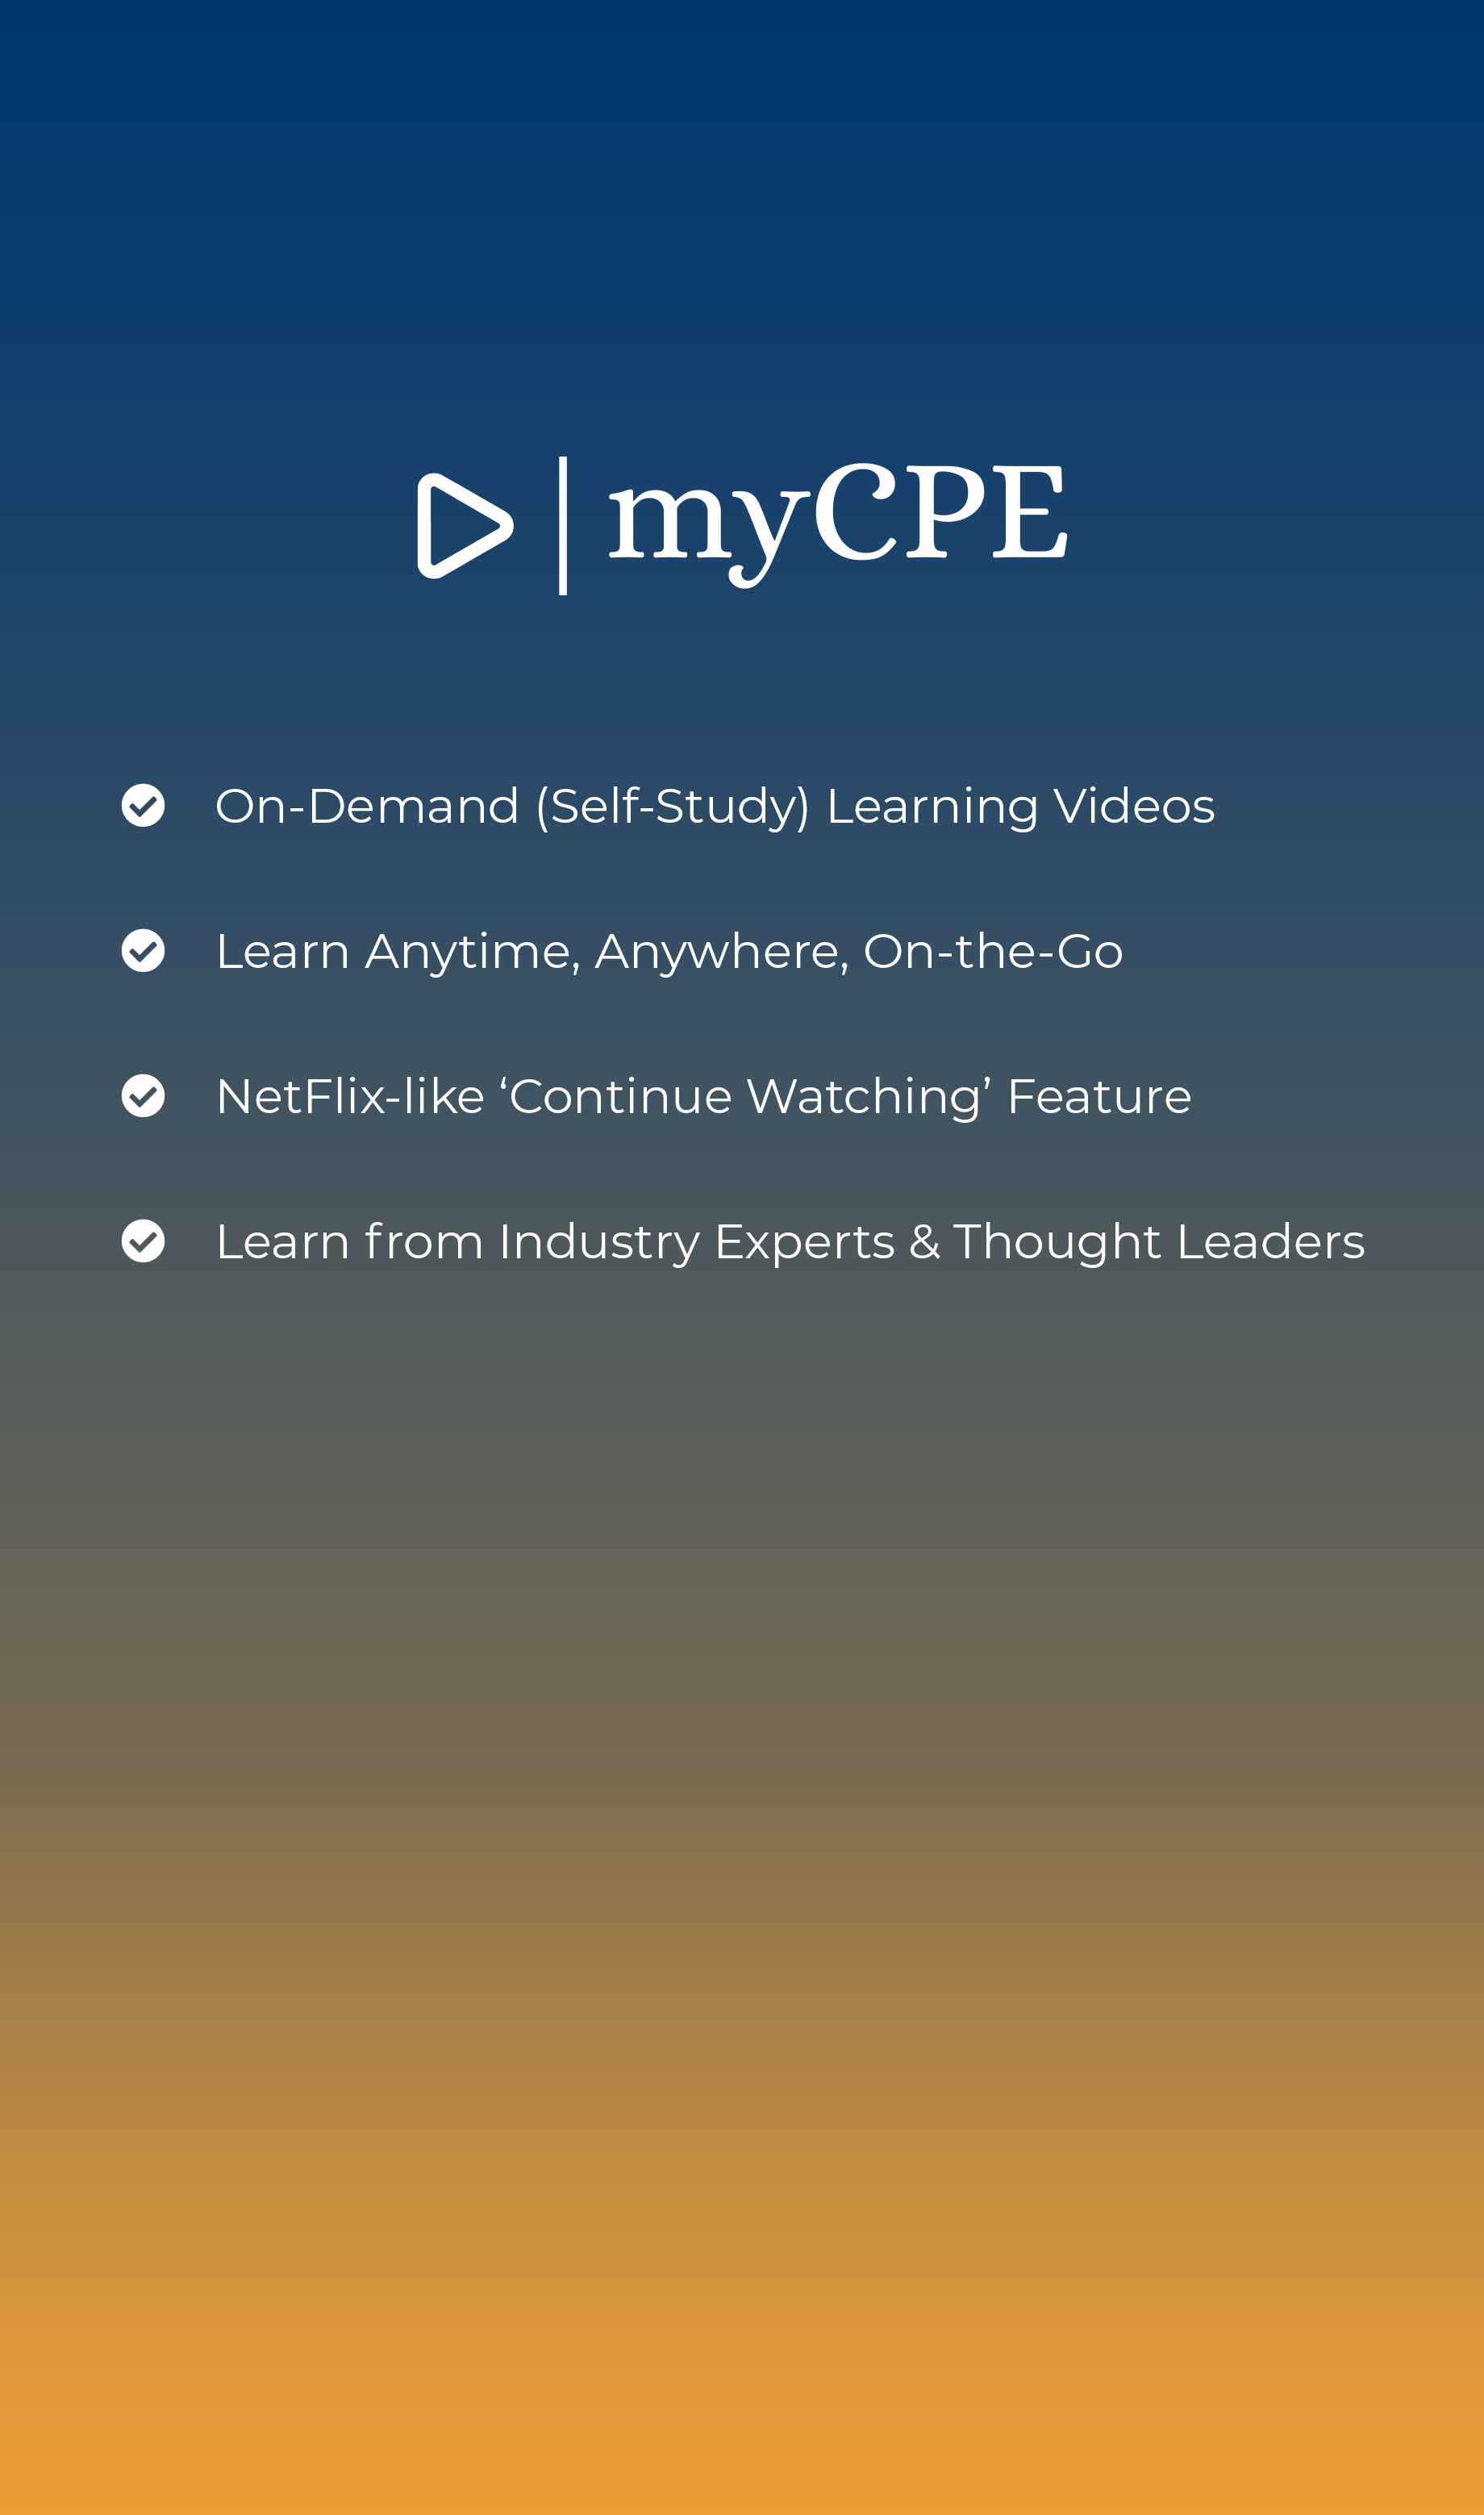 myCPE
On-Demand (Self-Study) Learning Videos
Learn Anytime, Anywhere, On-the-Go
NetFlix-like ‘Continue Watching’ Feature
Learn from Industry Experts & Thought Leaders